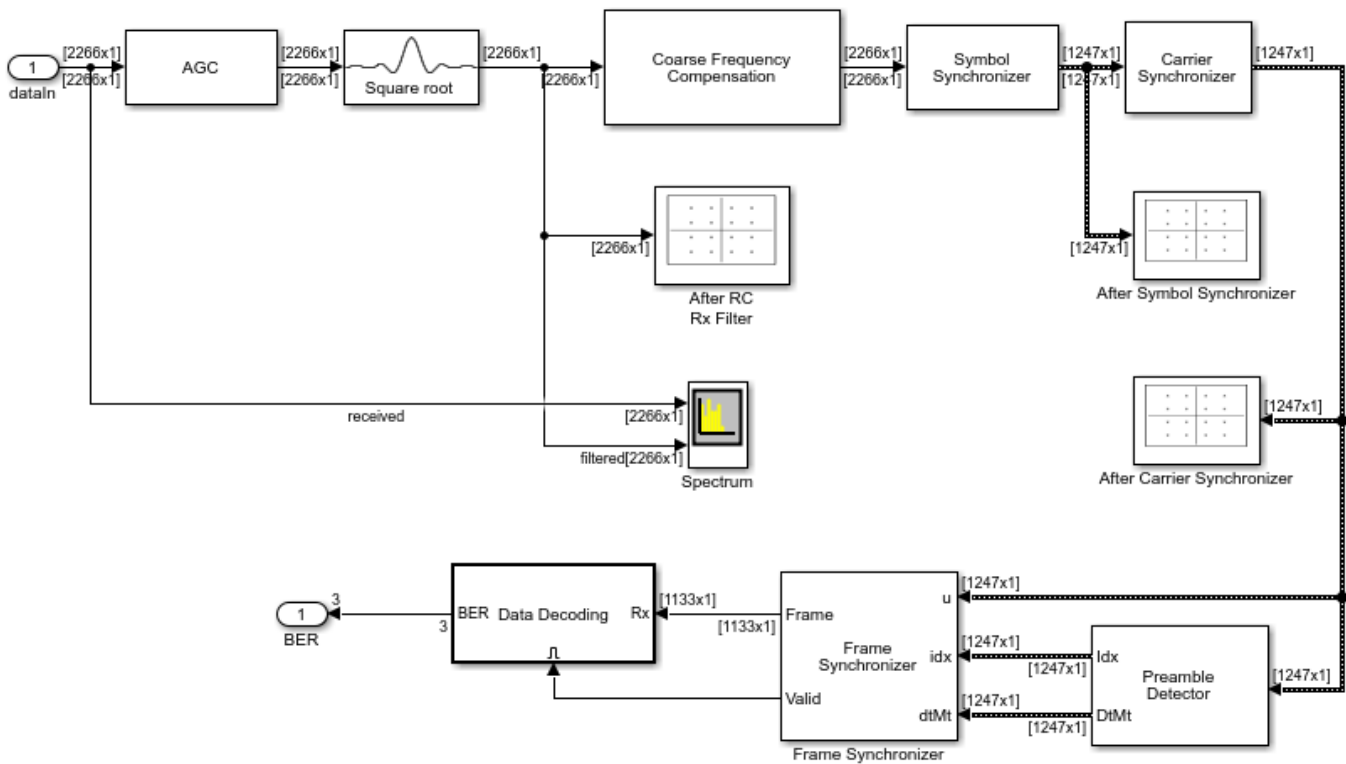 [2266x1]
[2266x1]
1
dataIn
AGC
[2266x1]
[2266x1]
Square root
[2266x1]
[2266x1]
Coarse Frequency
Compensation
[2266x1]
[2266x1]
Symbol
Synchronizer
[1247x1]
[1247x1]
Carrier
Synchronizer
[1247x1]
[2266x1]
After RC
Rx Filter
[1247x1]
After Symbol Synchronizer
received
[2266x1]
filtered[2266x1]
Spectrum
[1247x1]
After Carrier Synchronizer
3
1
BER
3
BER
Data Decoding
Rx
[1133x1]
[1133x1]
Frame
Valid
Frame
Synchronizer
u
idx
dtMt
Frame Synchronizer
[1247x1]
[1247x1]
[1247x1]
[1247x1]
[1247x1]
Idx
DtMt
Preamble
Detector
[1247x1]